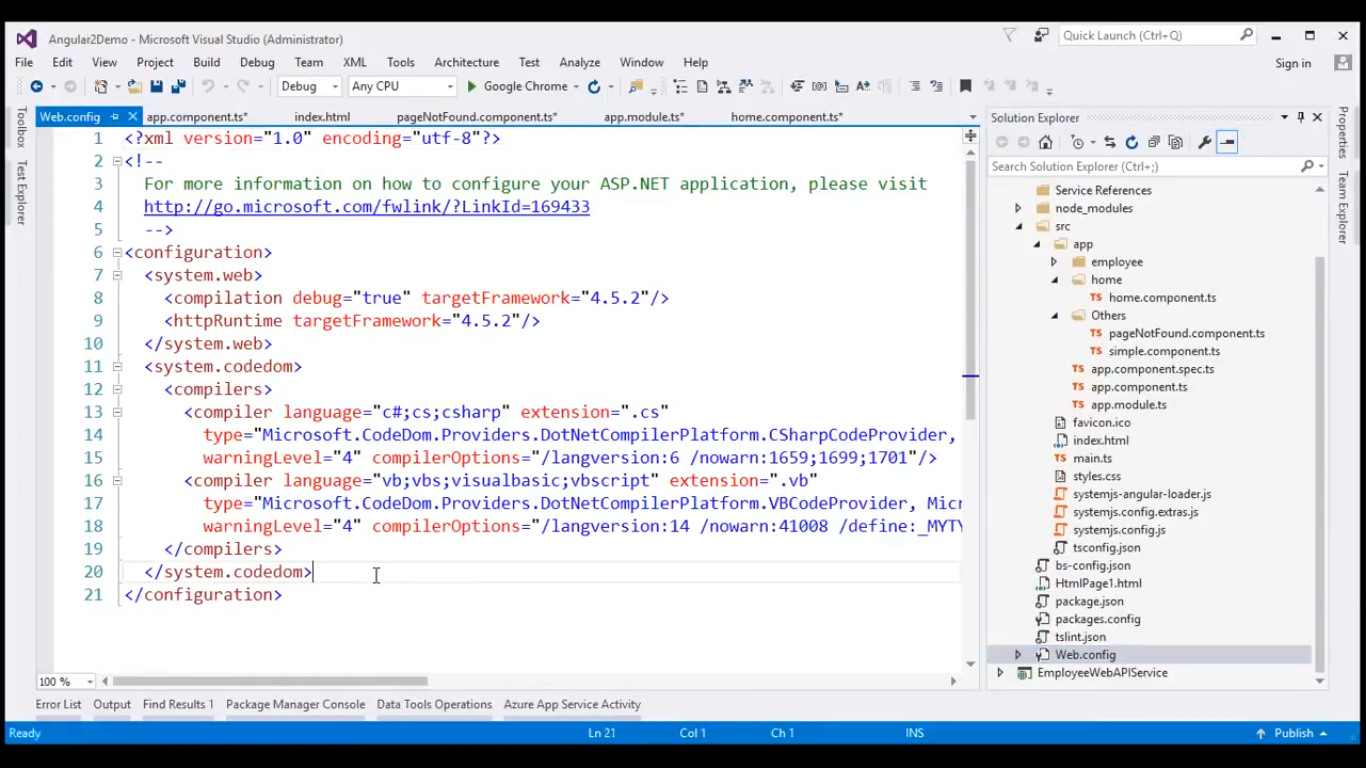 Angular2Demo - Microsoft Visual Studio (Administrator)
Quick Launch (Ctrl+Q)
File Edit View Project Build Debug Team XML Tools Architecture Test Analyze Window Help
Sign in
Debug Any CPU Google Chrome
Toolbox
Test Explorer
Web.config app.component.ts* index.html pageNotFound.component.ts* app.module.ts* home.component.ts*
1 <?xml version="1.0" encoding="utf-8"?>
2 <!--
3 For more information on how to configure your ASP.NET application, please visit
4 http://go.microsoft.com/fwlink/?LinkId=169433
5 -->
6 <configuration>
7 <system.web>
8 <compilation debug="true" targetFramework="4.5.2"/>
9 <httpRuntime targetFramework="4.5.2"/>
10 </system.web>
11 <system.codedom>
12 <compilers>
13 <compiler language="c#;cs;csharp" extension=".cs"
14 type="Microsoft.CodeDom.Providers.DotNetCompilerPlatform.CSharpCodeProvider,
15 warningLevel="4" compilerOptions="/langversion:6 /nowarn:1659;1699;1701"/>
16 <compiler language="vb;vbs;visualbasic;vbscript" extension=".vb"
17 type="Microsoft.CodeDom.Providers.DotNetCompilerPlatform.VBCodeProvider, Mic
18 warningLevel="4" compilerOptions="/langversion:14 /nowarn:41008 /define:_MYTY
19 </compilers>
20 </system.codedom>
21 </configuration>
100 %
Solution Explorer
Search Solution Explorer (Ctrl+;)
Service References
node_modules
src
app
employee
home
TS home.component.ts
Others
TS pageNotFound.component.ts
TS simple.component.ts
TS app.component.spec.ts
TS app.component.ts
TS app.module.ts
favicon.ico
index.html
TS main.ts
styles.css
systemjs-angular-loader.js
systemjs.config.extras.js
systemjs.config.js
tsconfig.json
bs-config.json
HtmlPage1.html
package.json
packages.config
tslint.json
Web.config
EmployeeWebAPIService
Properties
Team Explorer
Error List Output Find Results 1 Package Manager Console Data Tools Operations Azure App Service Activity
Ready Ln 21 Col 1 Ch 1 INS Publish